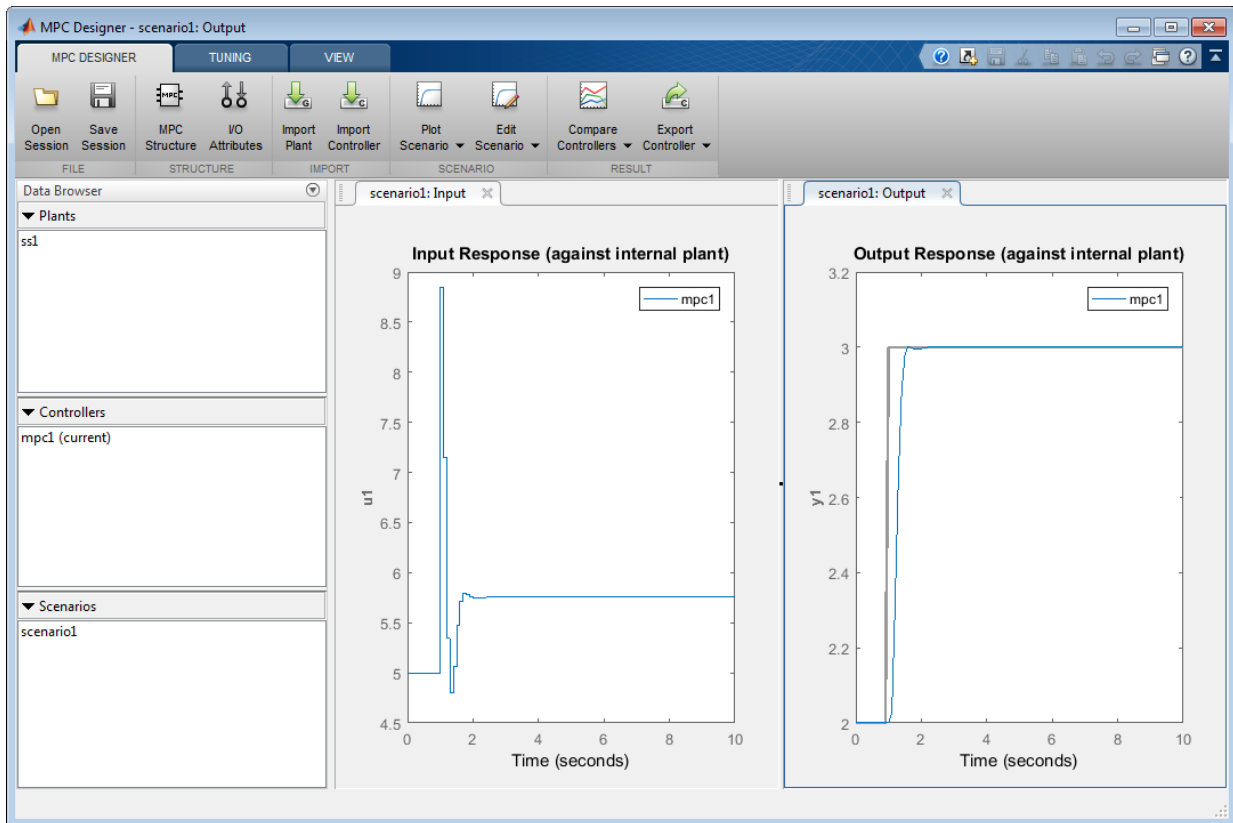 MPC Designer - scenario1: Output
MPC DESIGNER TUNING VIEW
Open Session
Save Session
MPC
MPC Structure
I/O Attributes
G
Import Plant
C
Import Controller
Plot Scenario
Edit Scenario
Compare Controllers
C
Export Controller
FILE STRUCTURE IMPORT SCENARIO RESULT
Data Browser
Plants
ss1
Controllers
mpc1 (current)
Scenarios
scenario1
scenario1: Input
Input Response (against internal plant)
mpc1
9
8.5
8
7.5
7
6.5
6
5.5
5
4.5
u1
0 2 4 6 8 10
Time (seconds)
scenario1: Output
Output Response (against internal plant)
mpc1
3.2
3
2.8
2.6
2.4
2.2
2
y1
0 2 4 6 8 10
Time (seconds)